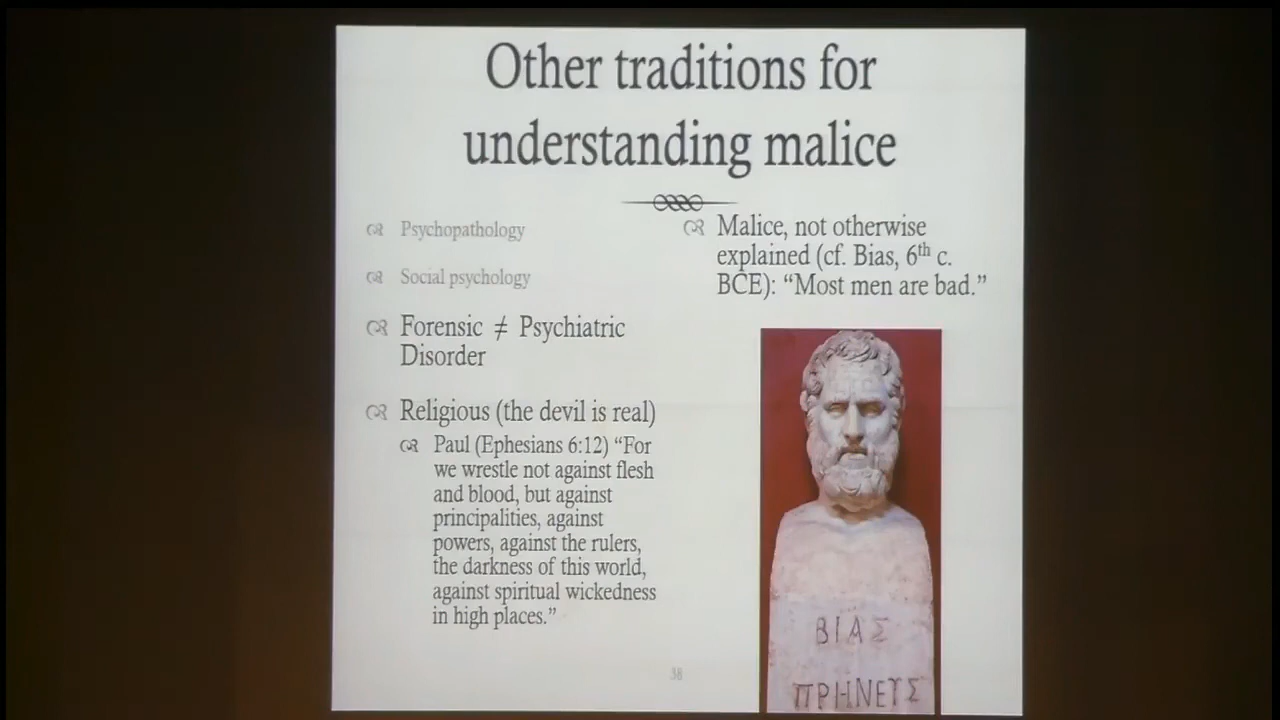 Other traditions for
understanding malice
Psychopathology
Social psychology
Forensic ≠ Psychiatric
Disorder
Religious (the devil is real)
Paul (Ephesians 6:12) “For
we wrestle not against flesh
and blood, but against
principalities, against
powers, against the rulers,
the darkness of this world,
against spiritual wickedness
in high places.”
Malice, not otherwise
explained (cf. Bias, 6th c.
BCE): “Most men are bad.”
ΒΙΑΣ
ΠΡΗΝΕΥΣ
38